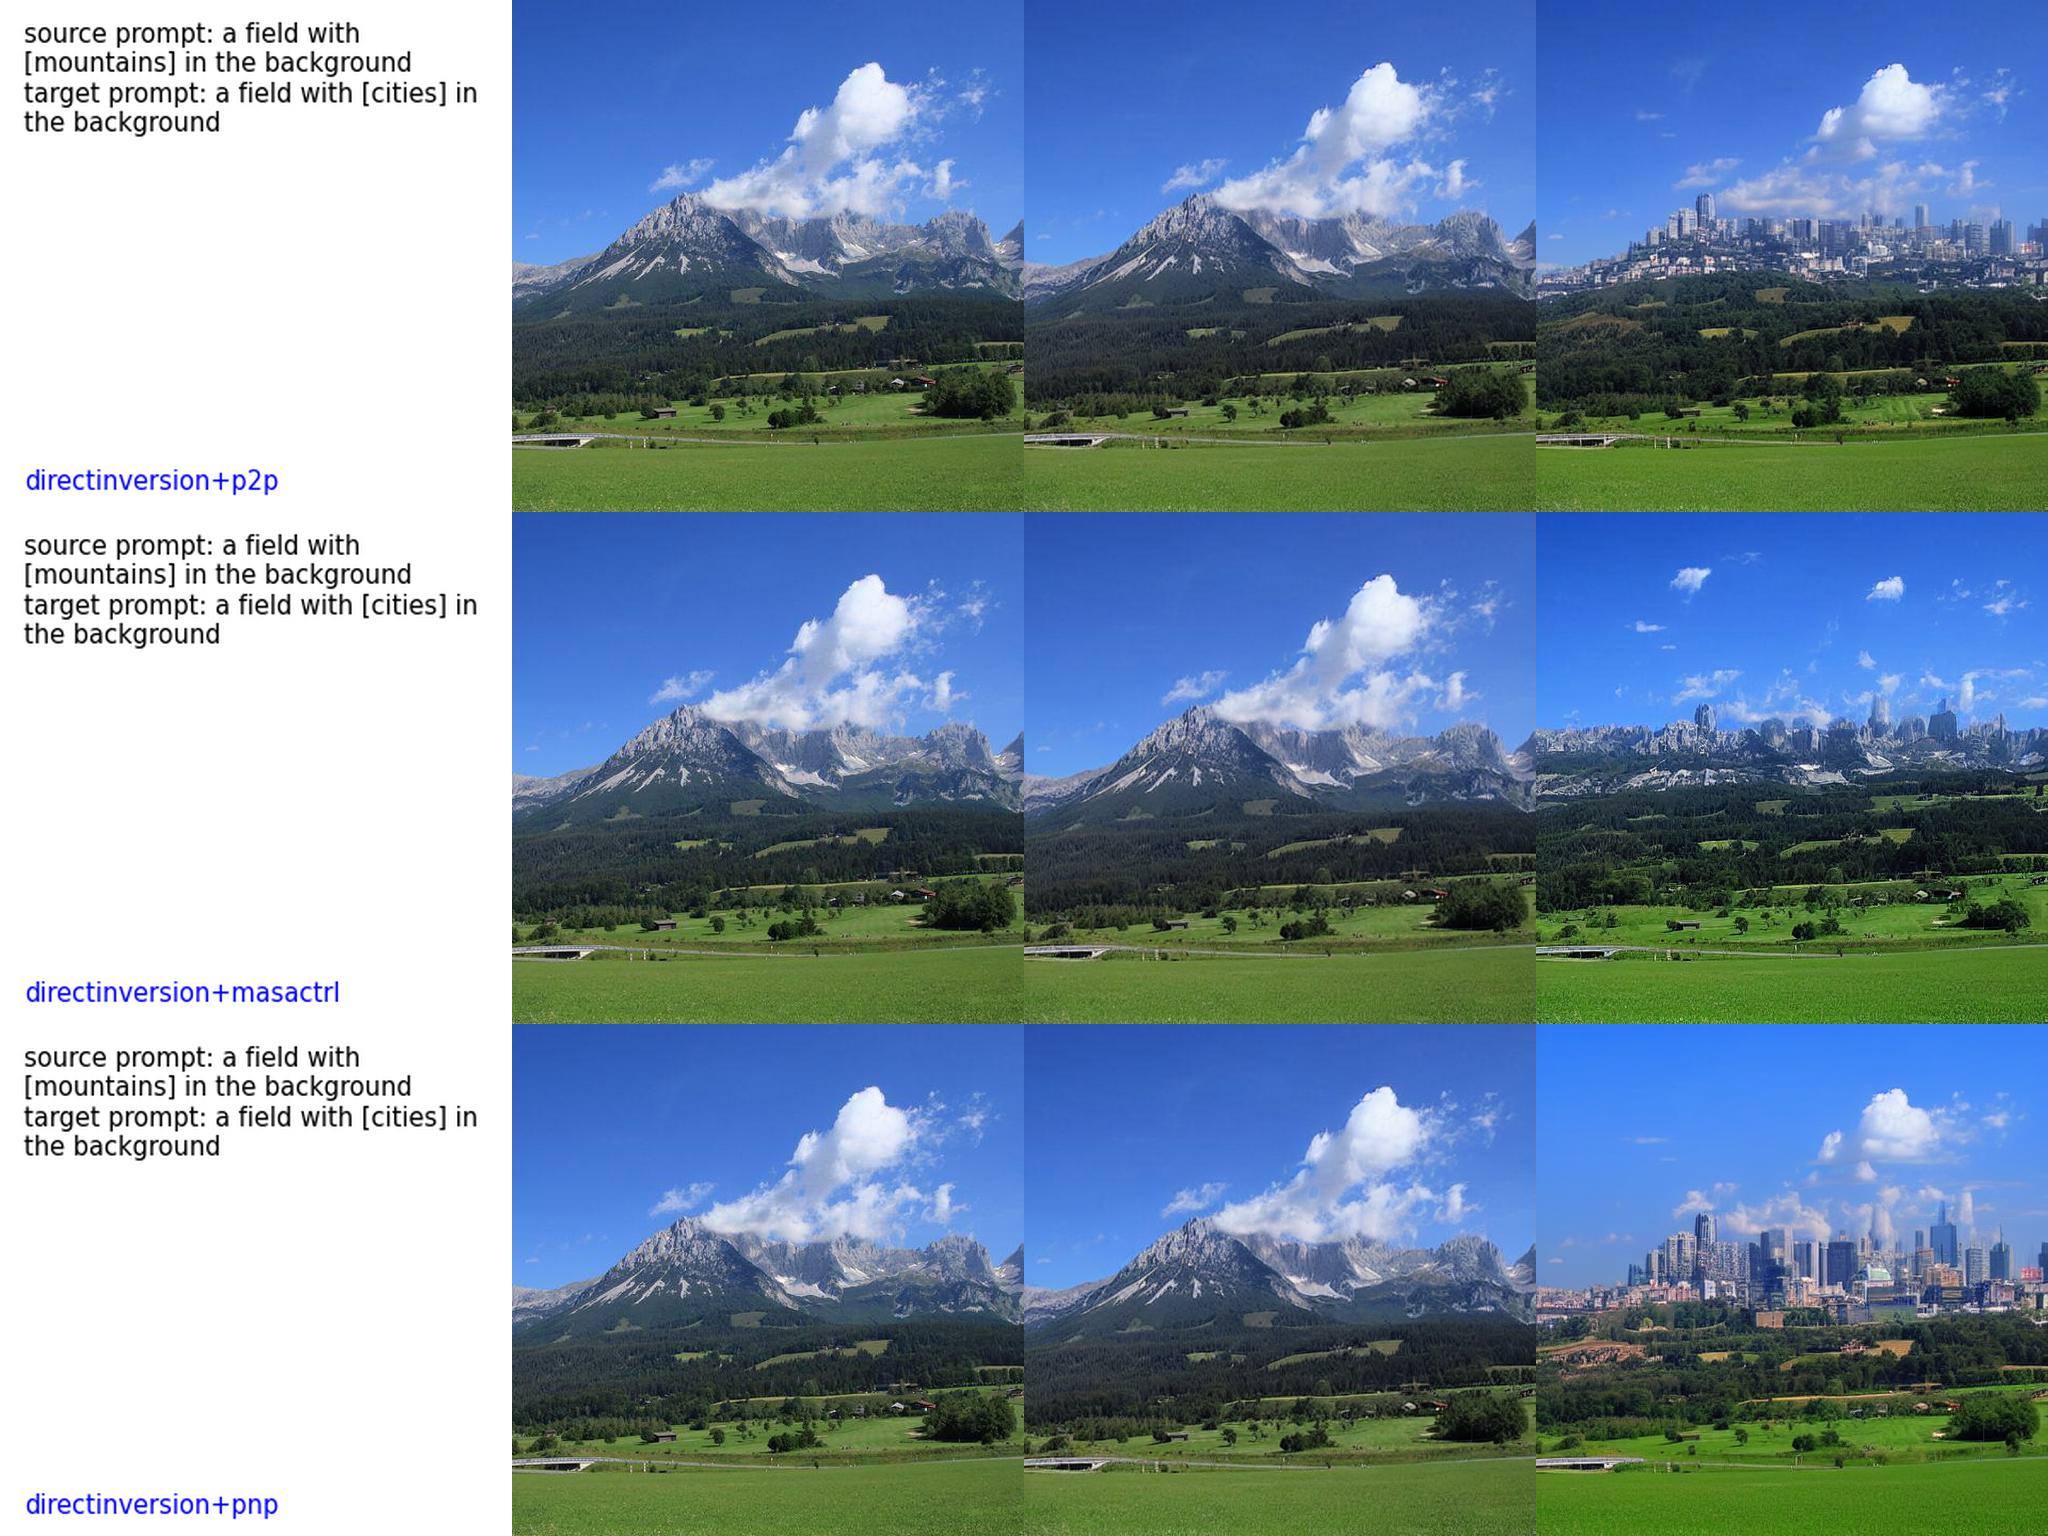 source prompt: a field with
[mountains] in the background
target prompt: a field with [cities] in
the background
directinversion+p2p
source prompt: a field with
[mountains] in the background
target prompt: a field with [cities] in
the background
directinversion+masactrl
source prompt: a field with
[mountains] in the background
target prompt: a field with [cities] in
the background
directinversion+pnp